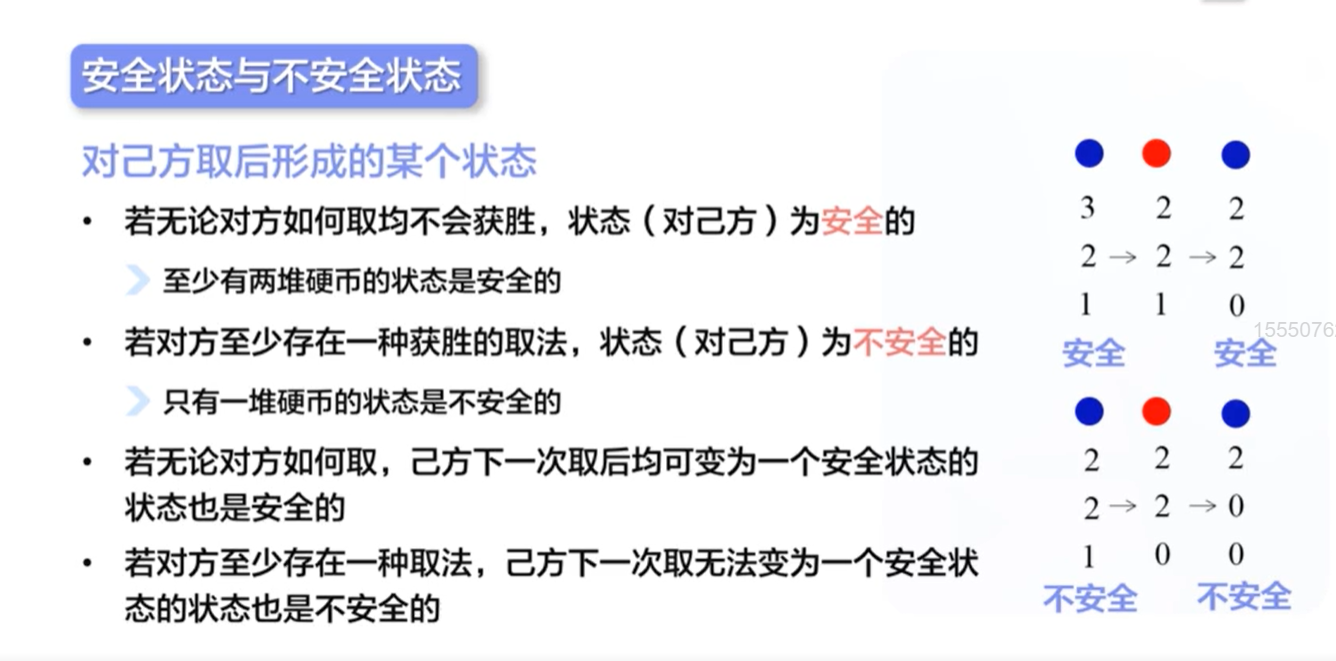 安全状态与不安全状态
对己方取后形成的某个状态
• 若无论对方如何取均不会获胜，状态（对己方）为安全的
至少有两堆硬币的状态是安全的
• 若对方至少存在一种获胜的取法，状态（对己方）为不安全的
只有一堆硬币的状态是不安全的
• 若无论对方如何取，己方下一次取后均可变为一个安全状态的
状态也是安全的
• 若对方至少存在一种取法，己方下一次取无法变为一个安全状
态的状态也是不安全的
3 2 2
2 → 2 → 2
1 1 0
1555076
安全 安全
2 2 2
2 → 2 → 0
1 0 0
不安全 不安全